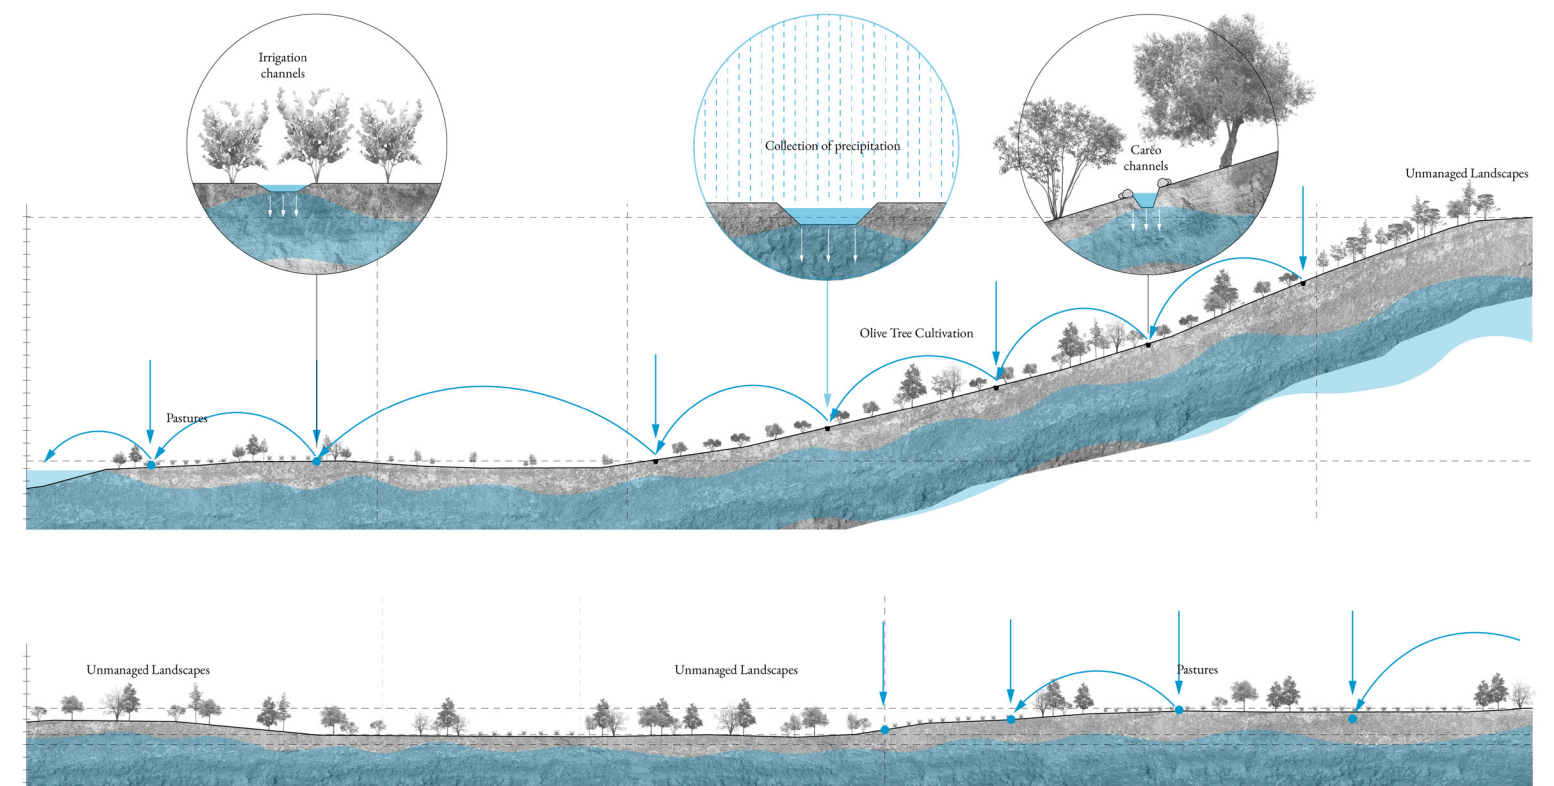 Irrigation
channels
Collection of precipitation
Careo
channels
Unmanaged Landscapes
Olive Tree Cultivation
Pastures
Unmanaged Landscapes
Unmanaged Landscapes
Pastures